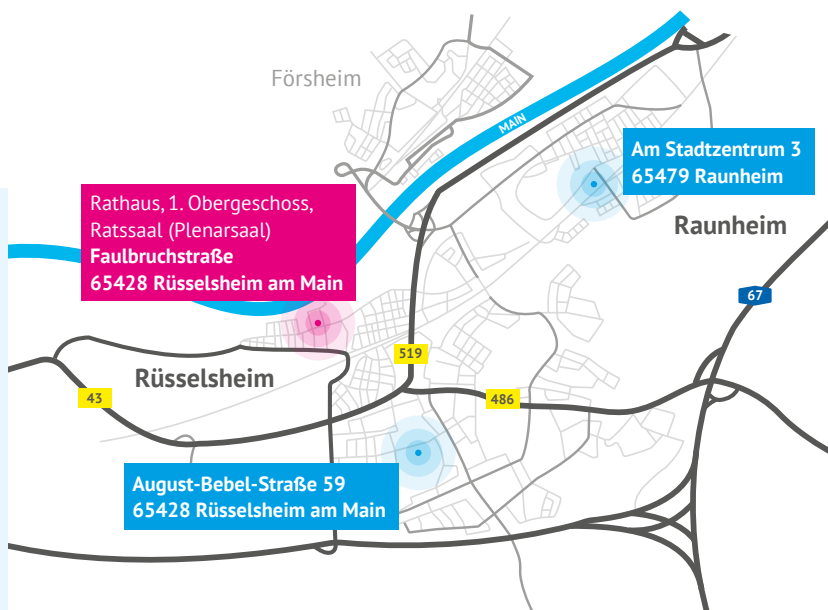 Försheim
MAIN
Am Stadtzentrum 3
65479 Raunheim
Rathaus, 1. Obergeschoss,
Ratssaal (Plenarsaal)
Faulbruchstraße
65428 Rüsselsheim am Main
Raunheim
67
519
Rüsselsheim
43
486
August-Bebel-Straße 59
65428 Rüsselsheim am Main